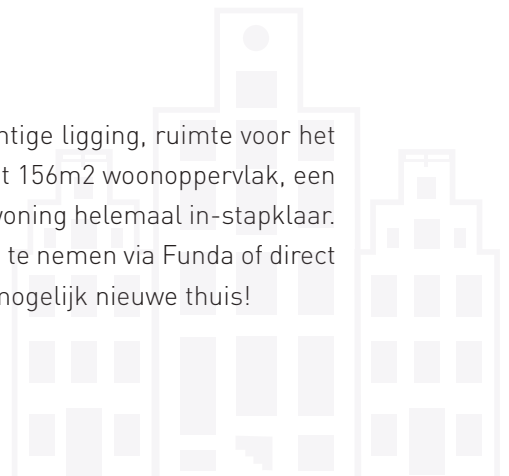 ntige ligging, ruimte voor het
t 156m2 woonoppervlak, een
woning helemaal in-stapklaar.
te nemen via Funda of direct
mogelijk nieuwe thuis!